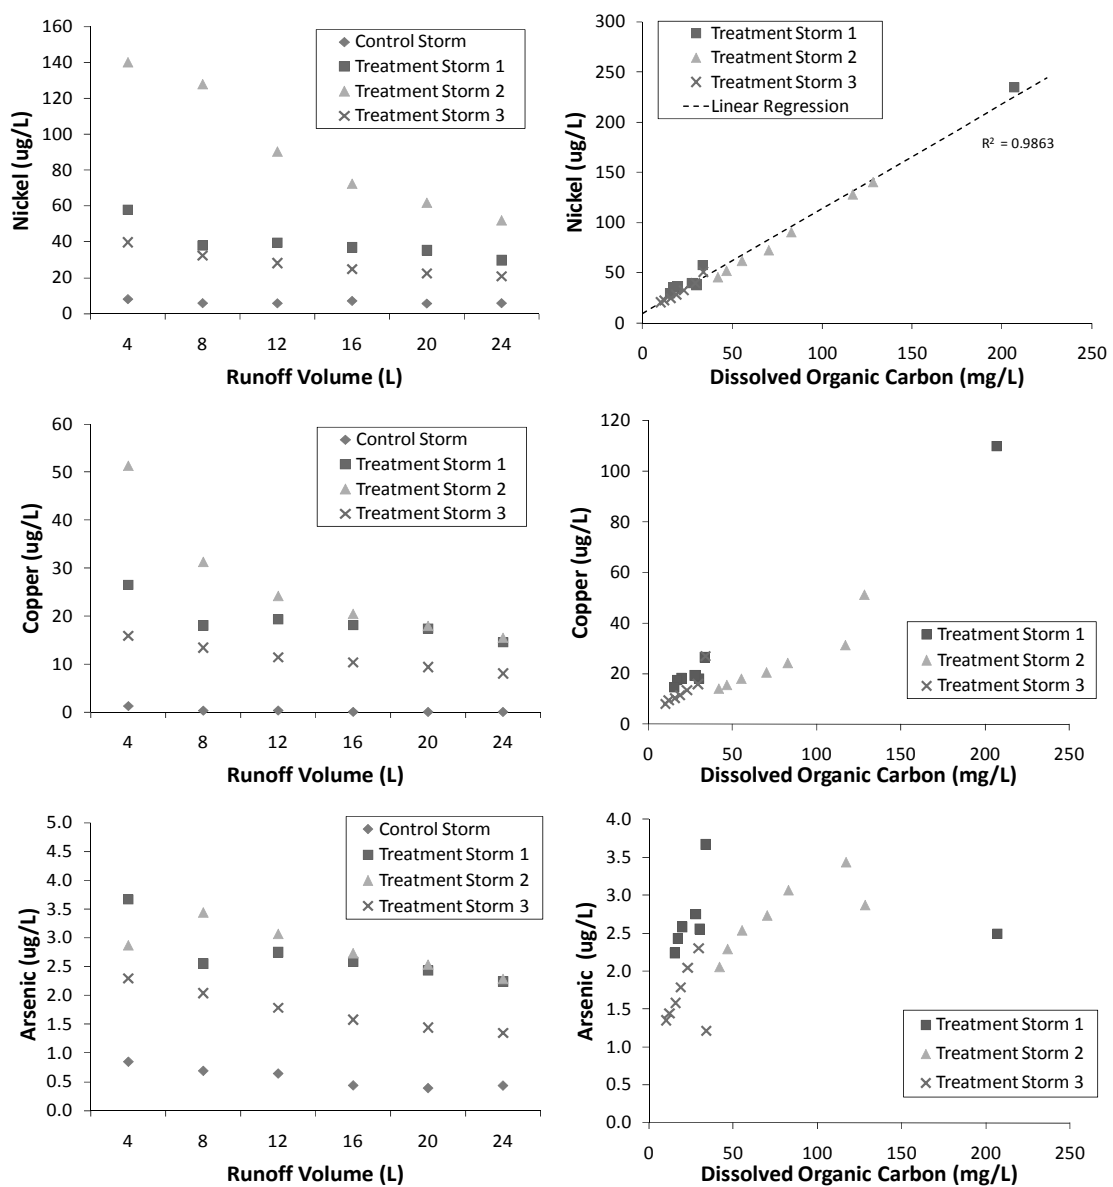 160
140
120
100
80
60
40
20
0
Nickel (ug/L)
Control Storm
Treatment Storm 1
Treatment Storm 2
Treatment Storm 3
4 8 12 16 20 24
Runoff Volume (L)
300
250
200
150
100
50
0
Nickel (ug/L)
Treatment Storm 1
Treatment Storm 2
Treatment Storm 3
Linear Regression
R² = 0.9863
0 50 100 150 200 250
Dissolved Organic Carbon (mg/L)
60
50
40
30
20
10
0
Copper (ug/L)
Control Storm
Treatment Storm 1
Treatment Storm 2
Treatment Storm 3
4 8 12 16 20 24
Runoff Volume (L)
120
100
80
60
40
20
0
Copper (ug/L)
Treatment Storm 1
Treatment Storm 2
Treatment Storm 3
0 50 100 150 200 250
Dissolved Organic Carbon (mg/L)
5.0
4.5
4.0
3.5
3.0
2.5
2.0
1.5
1.0
0.5
0.0
Arsenic (ug/L)
Control Storm
Treatment Storm 1
Treatment Storm 2
Treatment Storm 3
4 8 12 16 20 24
Runoff Volume (L)
4.0
3.5
3.0
2.5
2.0
1.5
1.0
0.5
0.0
Arsenic (ug/L)
Treatment Storm 1
Treatment Storm 2
Treatment Storm 3
0 50 100 150 200 250
Dissolved Organic Carbon (mg/L)